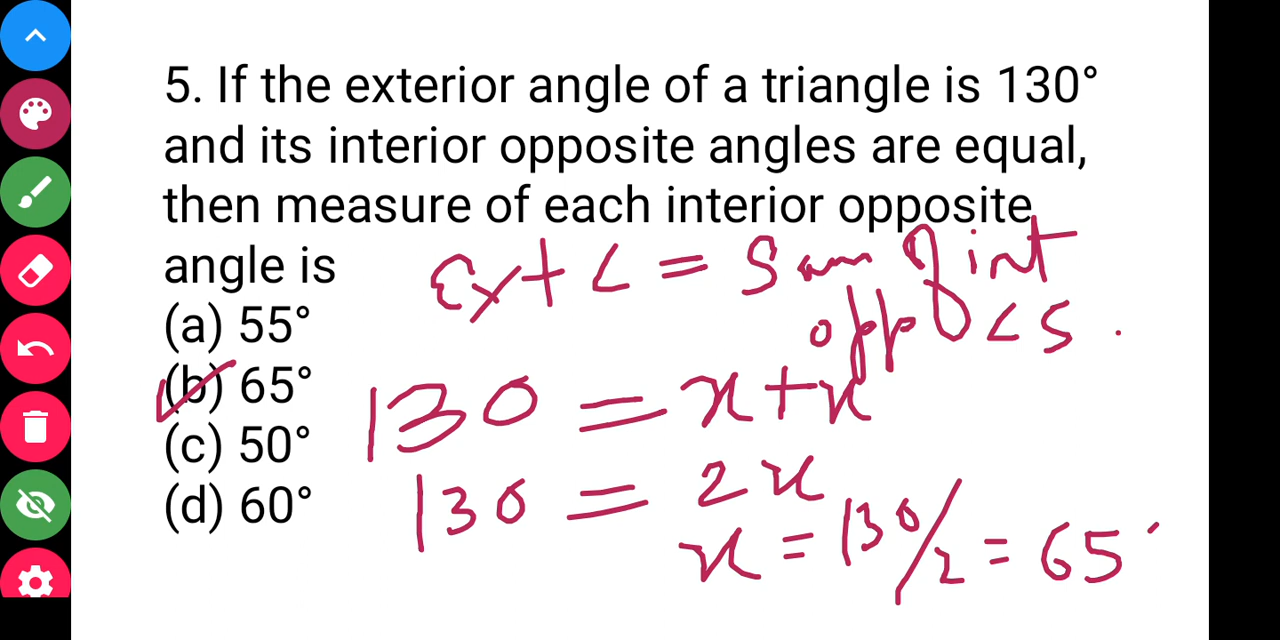 5. If the exterior angle of a triangle is 130°
and its interior opposite angles are equal,
then measure of each interior opposite
angle is
Ext < = Sum of int
opp <s.
(a) 55°
(b) 65°
130 = x+x
(c) 50°
130 = 2x
(d) 60°
x = 130/2 = 65°